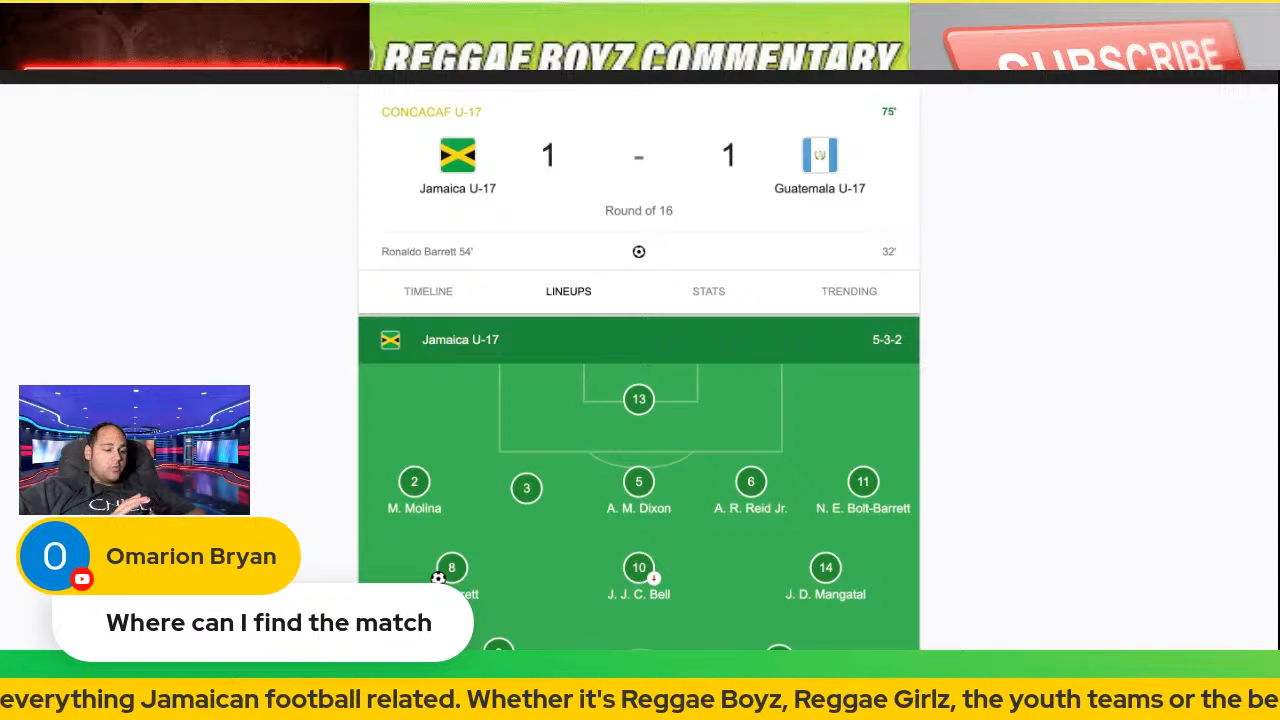 REGGAE BOYZ COMMENTARY
SUBSCRIBE
CONCACAF U-17
75'
1 - 1
Jamaica U-17
Guatemala U-17
Round of 16
Ronaldo Barrett 54'
32'
TIMELINE
LINEUPS
STATS
TRENDING
Jamaica U-17
5-3-2
13
2
3
5
6
11
M. Molina
A. M. Dixon
A. R. Reid Jr.
N. E. Bolt-Barrett
8
10
14
rett
J. J. C. Bell
J. D. Mangatal
CHILL
O
Omarion Bryan
Where can I find the match
everything Jamaican football related. Whether it's Reggae Boyz, Reggae Girlz, the youth teams or the be